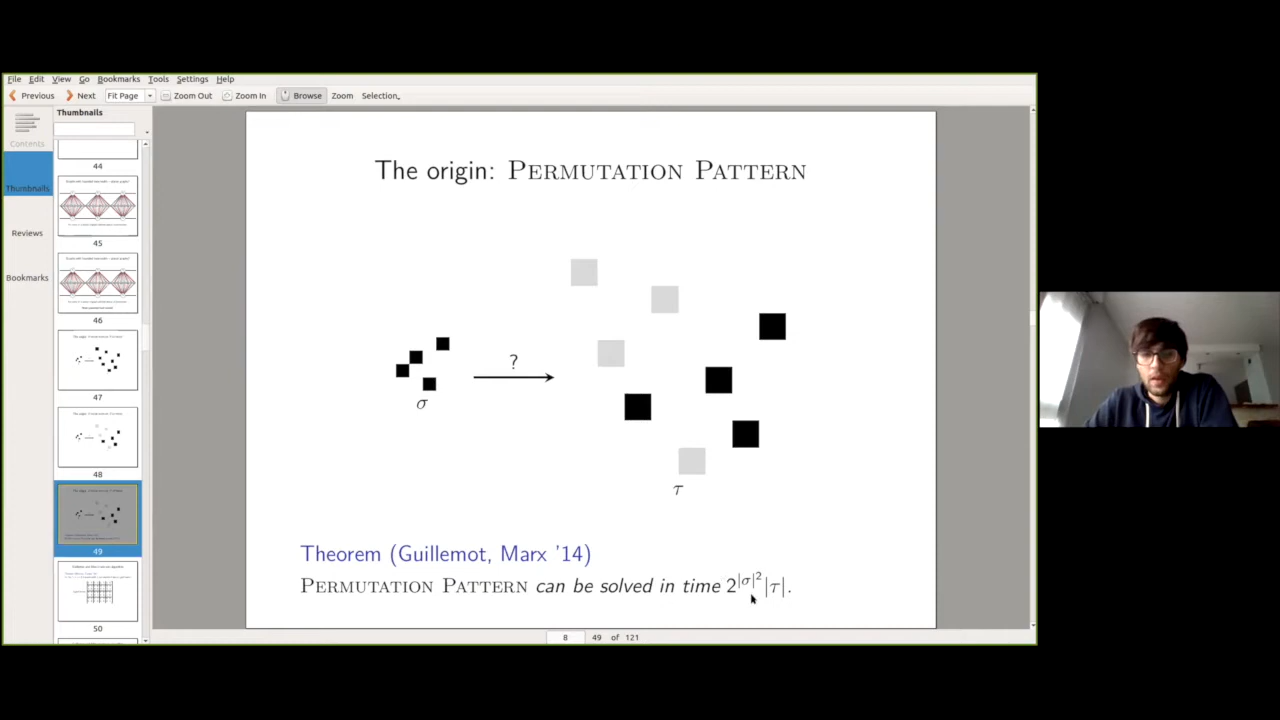 File Edit View Go Bookmarks Tools Settings Help
Previous Next Fit Page Zoom Out Zoom In Browse Zoom Selection
Contents
Thumbnails
Reviews
Bookmarks
Thumbnails
44
45
46
47
48
49
50
The origin: PERMUTATION PATTERN
?
σ
τ
Theorem (Guillemot, Marx '14)
PERMUTATION PATTERN can be solved in time 2^{|σ|^2}|τ|.
8 49 of 121